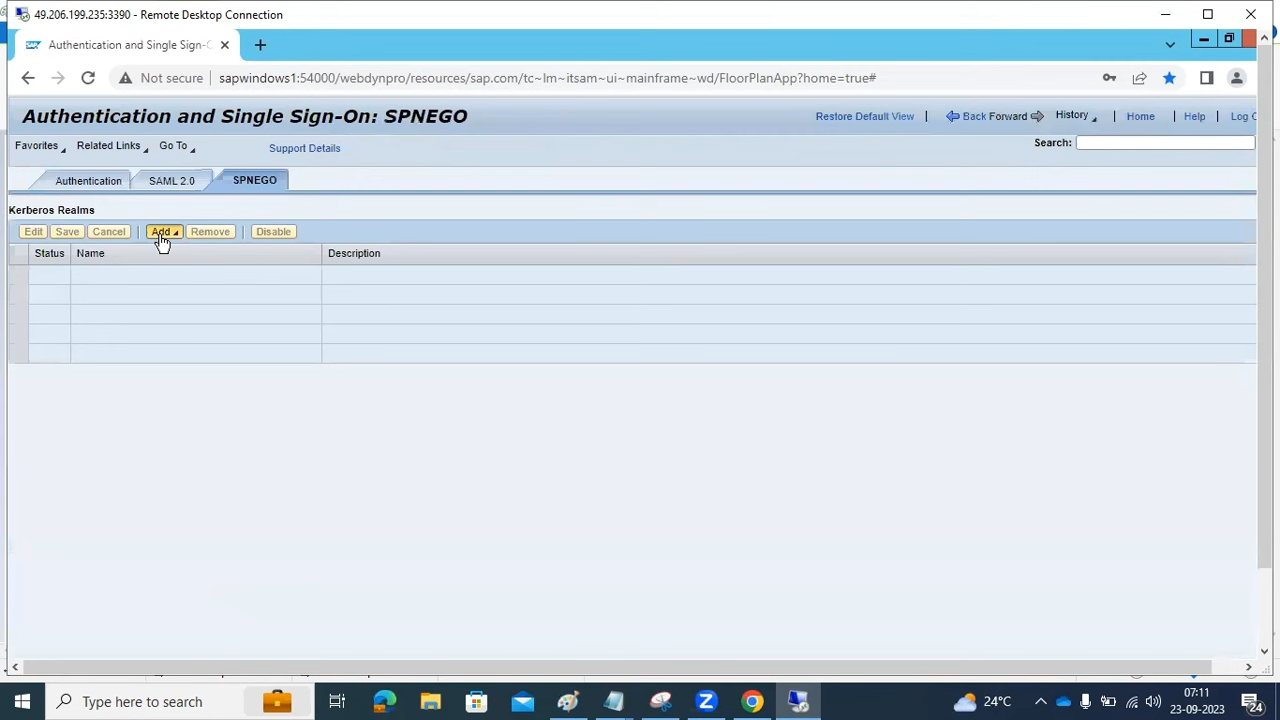 49.206.199.235:3390 - Remote Desktop Connection
SAP Authentication and Single Sign-O
Not secure sapwindows1:54000/webdynpro/resources/sap.com/tc~lm~itsam~ui~mainframe~wd/FloorPlanApp?home=true#
Authentication and Single Sign-On: SPNEGO
Restore Default View | Back Forward History | Home | Help | Log O
Favorites Related Links Go To Support Details
Search:
Authentication SAML 2.0 SPNEGO
Kerberos Realms
Edit Save Cancel Add Remove Disable
Status Name Description
Type here to search
24°C
07:11
23-09-2023
24